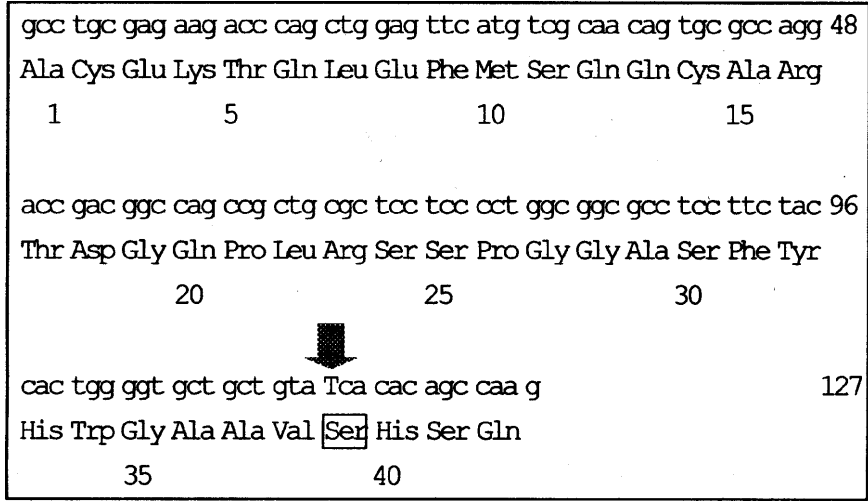 gcc tgc gag aag acc cag ctg gag ttc atg tcg caa cag tgc gcc agg 48
Ala Cys Glu Lys Thr Gln Leu Glu Phe Met Ser Gln Gln Cys Ala Arg
1 5 10 15
acc gac ggc cag ccg ctg cgc tcc tcc cct ggc ggc gcc tcc ttc tac 96
Thr Asp Gly Gln Pro Leu Arg Ser Ser Pro Gly Gly Ala Ser Phe Tyr
20 25 30
cac tgg ggt gct gct gta Tca cac agc caa g 127
His Trp Gly Ala Ala Val Ser His Ser Gln
35 40